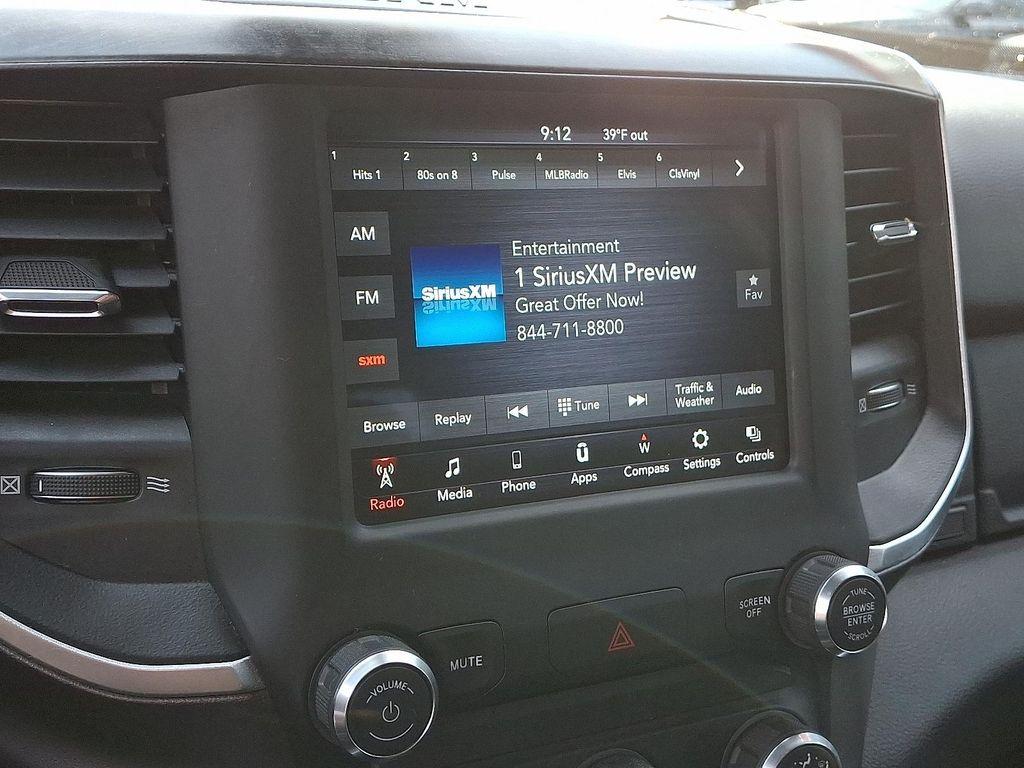 9:12 39°F out
1 Hits 1
2 80s on 8
3 Pulse
4 MLBRadio
5 Elvis
6 ClsVinyl
AM
FM
sxm
SiriusXM
Entertainment
1 SiriusXM Preview
Great Offer Now!
844-711-8800
Fav
Browse
Replay
Tune
Traffic &
Weather
Audio
Radio
Media
Phone
Apps
W
Compass
Settings
Controls
VOLUME
MUTE
SCREEN
OFF
TUNE
BROWSE
ENTER
SCROLL